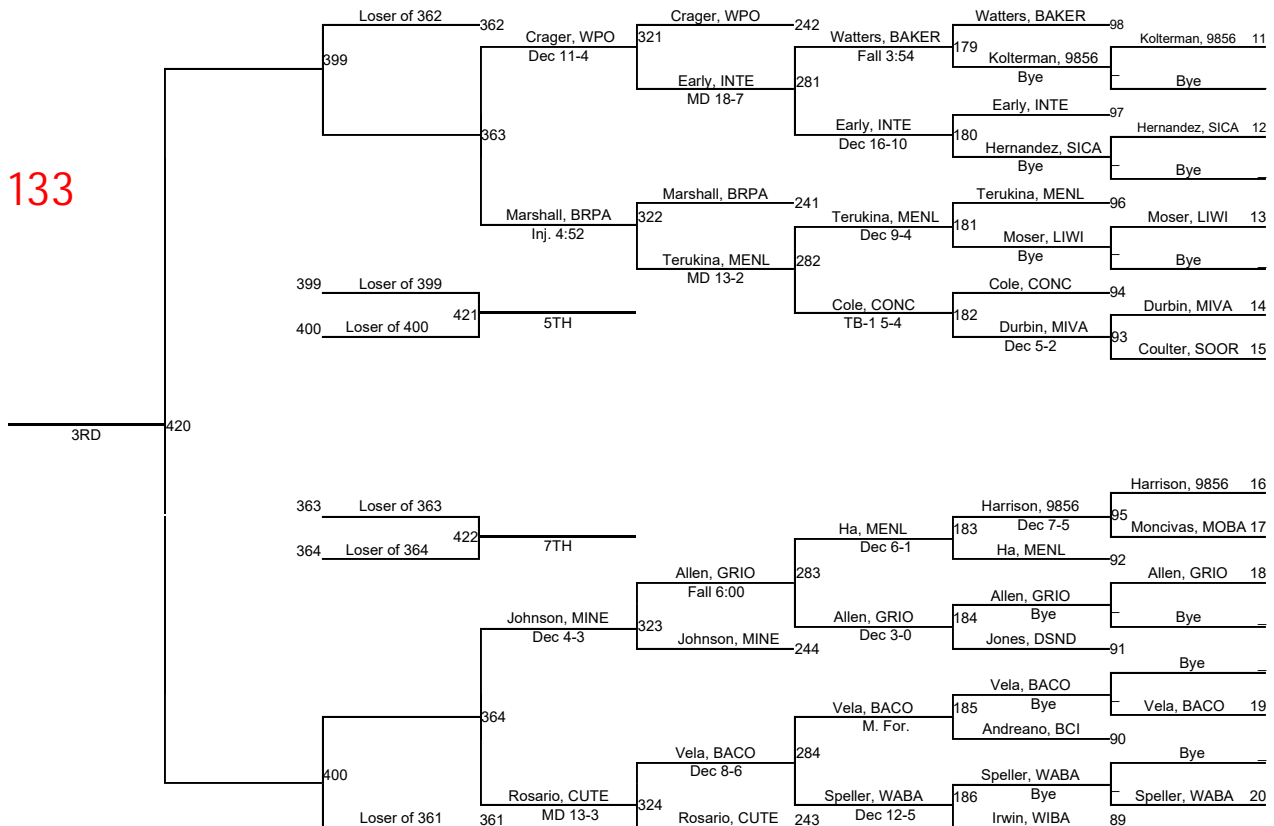 Loser of 362
362
399
Crager, WPO
Dec 11-4
321
Crager, WPO
242
Watters, BAKER
Fall 3:54
Watters, BAKER
98
179
Kolterman, 9856
Bye
Kolterman, 9856 11
_
Bye
Early, INTE
MD 18-7
281
Early, INTE
97
Early, INTE
Dec 16-10
180
Hernandez, SICA
Bye
Hernandez, SICA 12
_
Bye _
363
133
Marshall, BRPA
Inj. 4:52
322
Marshall, BRPA
241
Terukina, MENL
Dec 9-4
Terukina, MENL
96
181
Moser, LIWI
Bye
Moser, LIWI 13
_
Bye _
Terukina, MENL
MD 13-2
282
Cole, CONC
94
Cole, CONC
TB-1 5-4
182
Durbin, MIVA
Dec 5-2
93
Durbin, MIVA 14
Coulter, SOOR 15
399 Loser of 399
421
5TH
400 Loser of 400
3RD
420
363 Loser of 363
422
7TH
364 Loser of 364
Ha, MENL
Dec 6-1
183
Harrison, 9856
Dec 7-5
95
Harrison, 9856 16
Moncivas, MOBA 17
Ha, MENL
92
Allen, GRIO
Fall 6:00
283
Allen, GRIO
Bye
Allen, GRIO 18
_
Bye _
Johnson, MINE
Dec 4-3
323
Johnson, MINE
244
Allen, GRIO
Dec 3-0
184
Jones, DSND
91
364
Vela, BACO
M. For.
185
Vela, BACO
Bye
Bye _
_
Vela, BACO 19
Andreano, BCI
90
Vela, BACO
Dec 8-6
284
Speller, WABA
Bye
Bye _
_
Speller, WABA 20
400
Rosario, CUTE
MD 13-3
324
Speller, WABA
Dec 12-5
186
Loser of 361
361
Rosario, CUTE
243
Irwin, WIBA
89